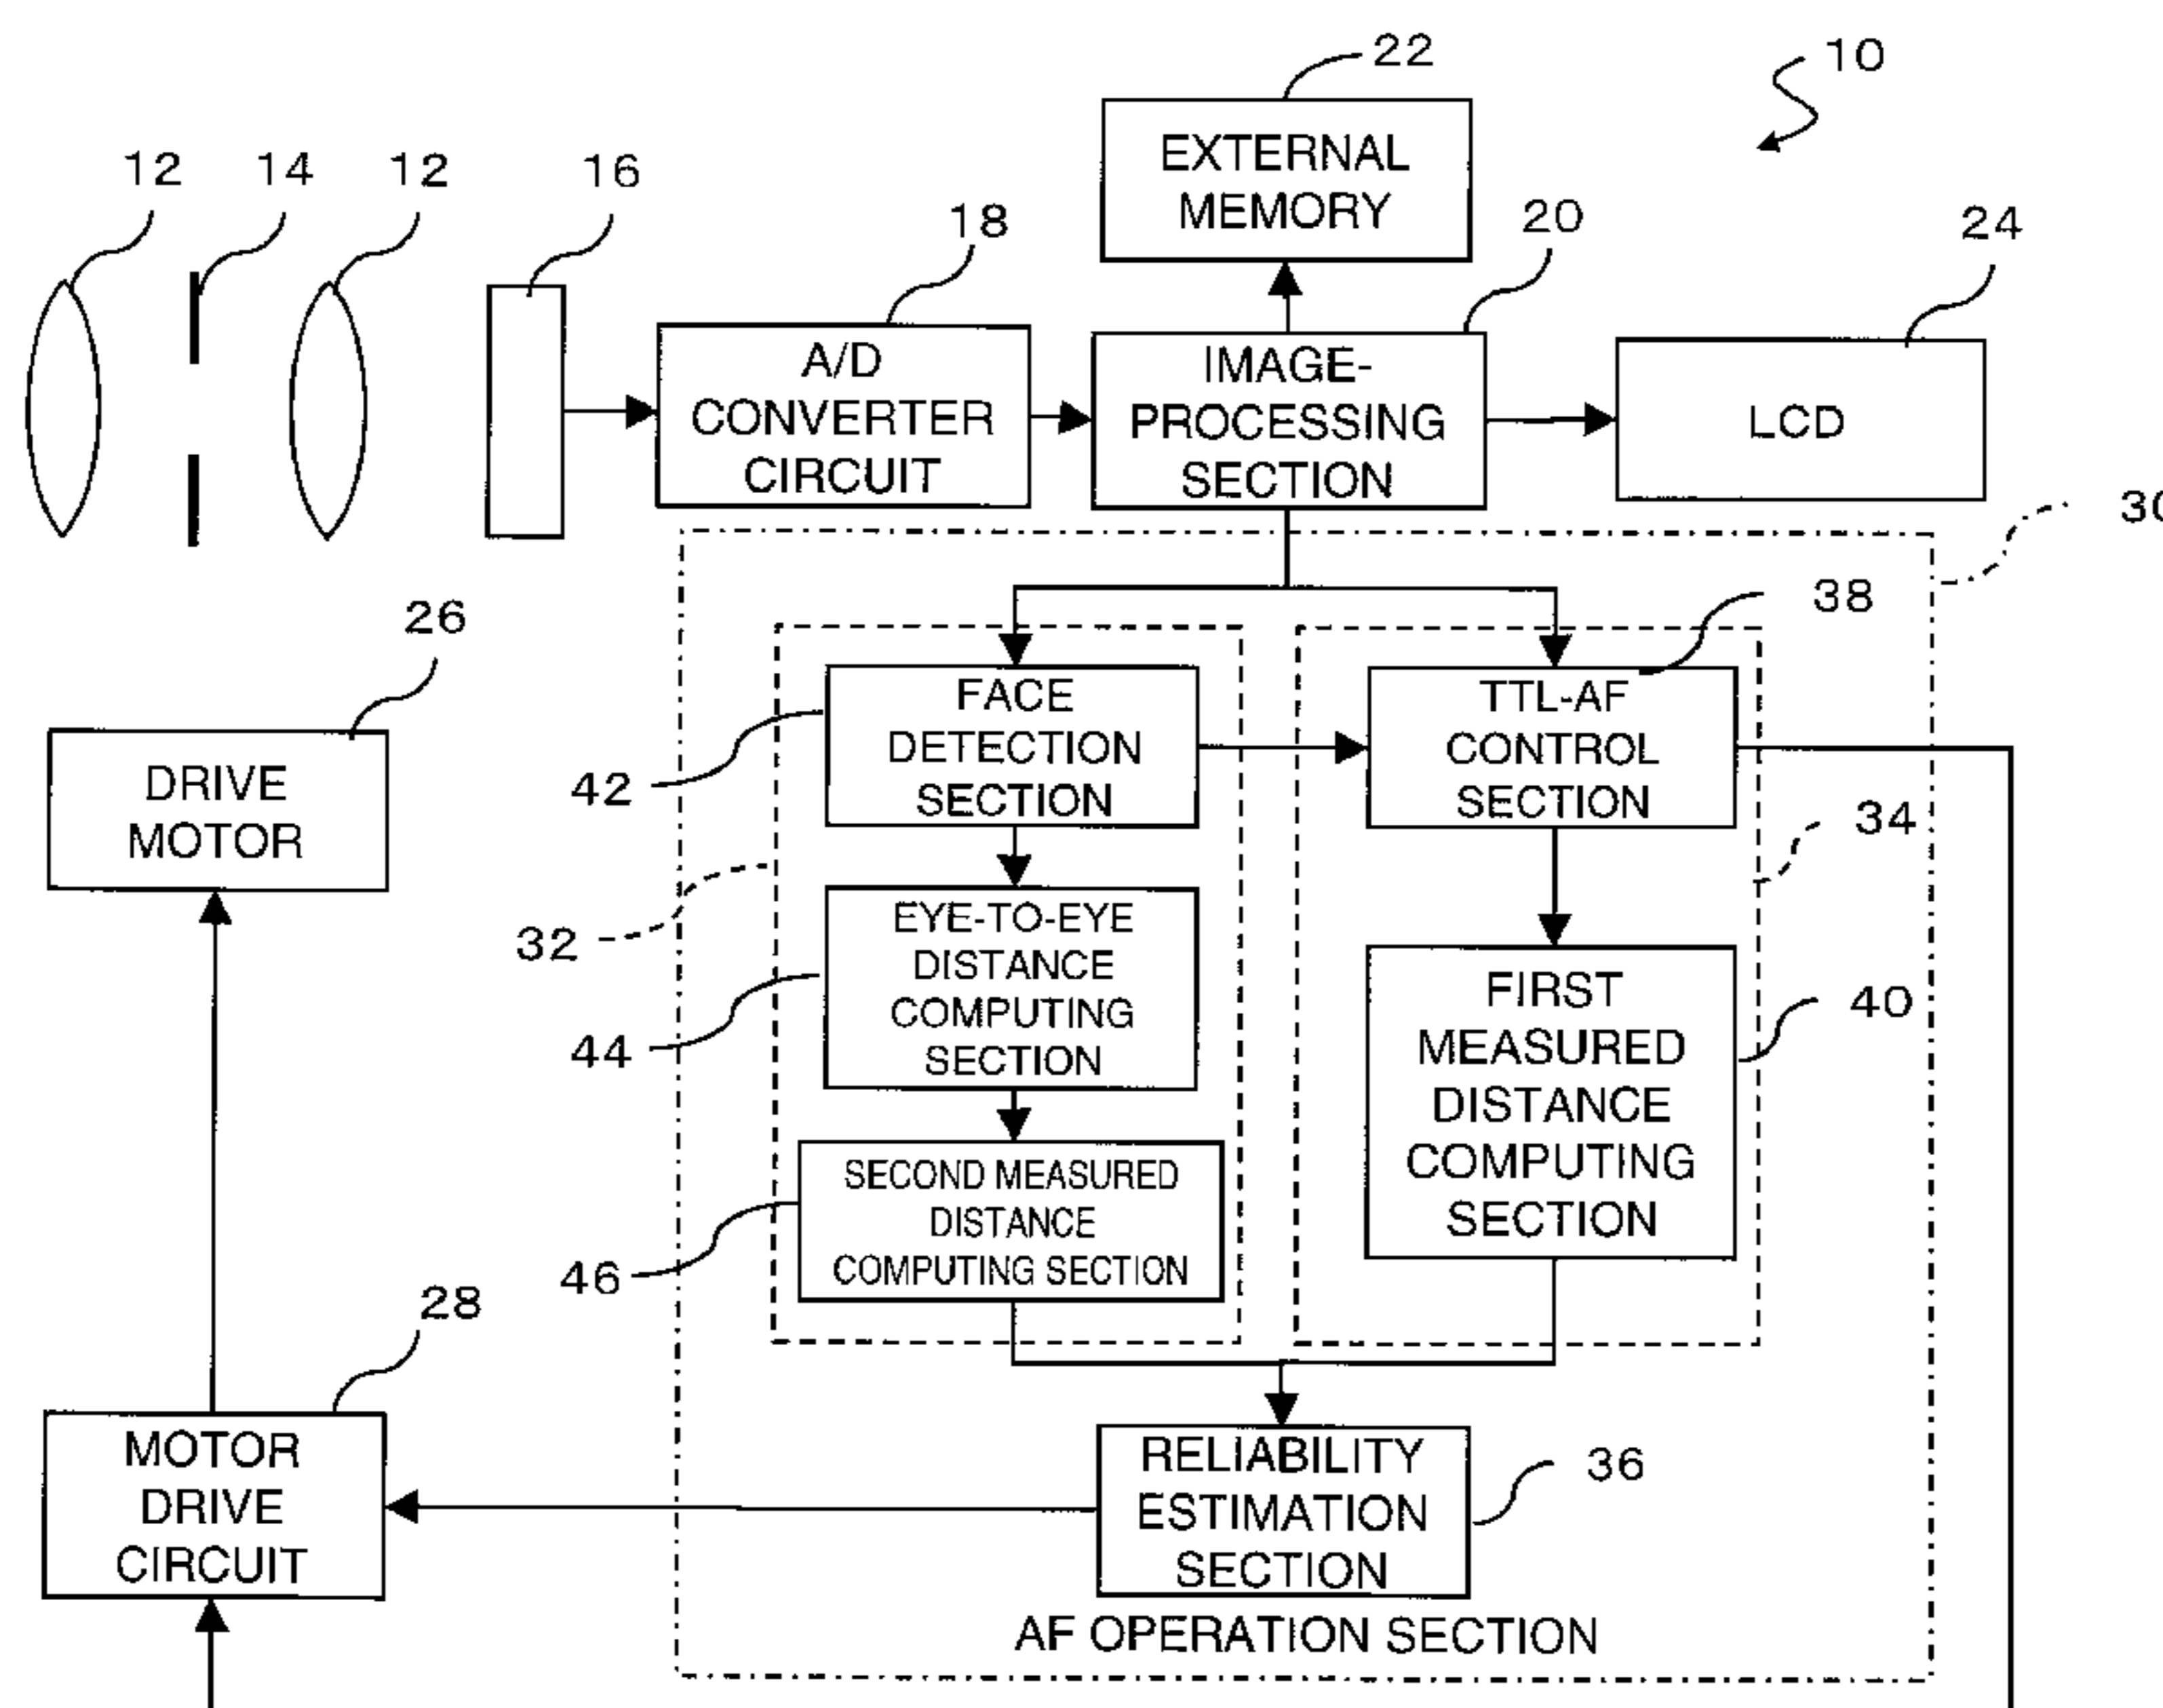 22
10
EXTERNAL
MEMORY
12
14
12
16
18
20
24
A/D
CONVERTER
CIRCUIT
IMAGE-
PROCESSING
SECTION
LCD
30
26
38
DRIVE
MOTOR
FACE
DETECTION
SECTION
42
TTL-AF
CONTROL
SECTION
34
32
EYE-TO-EYE
DISTANCE
COMPUTING
SECTION
44
FIRST
MEASURED
DISTANCE
COMPUTING
SECTION
40
SECOND MEASURED
DISTANCE
COMPUTING SECTION
46
28
MOTOR
DRIVE
CIRCUIT
RELIABILITY
ESTIMATION
SECTION
36
AF OPERATION SECTION